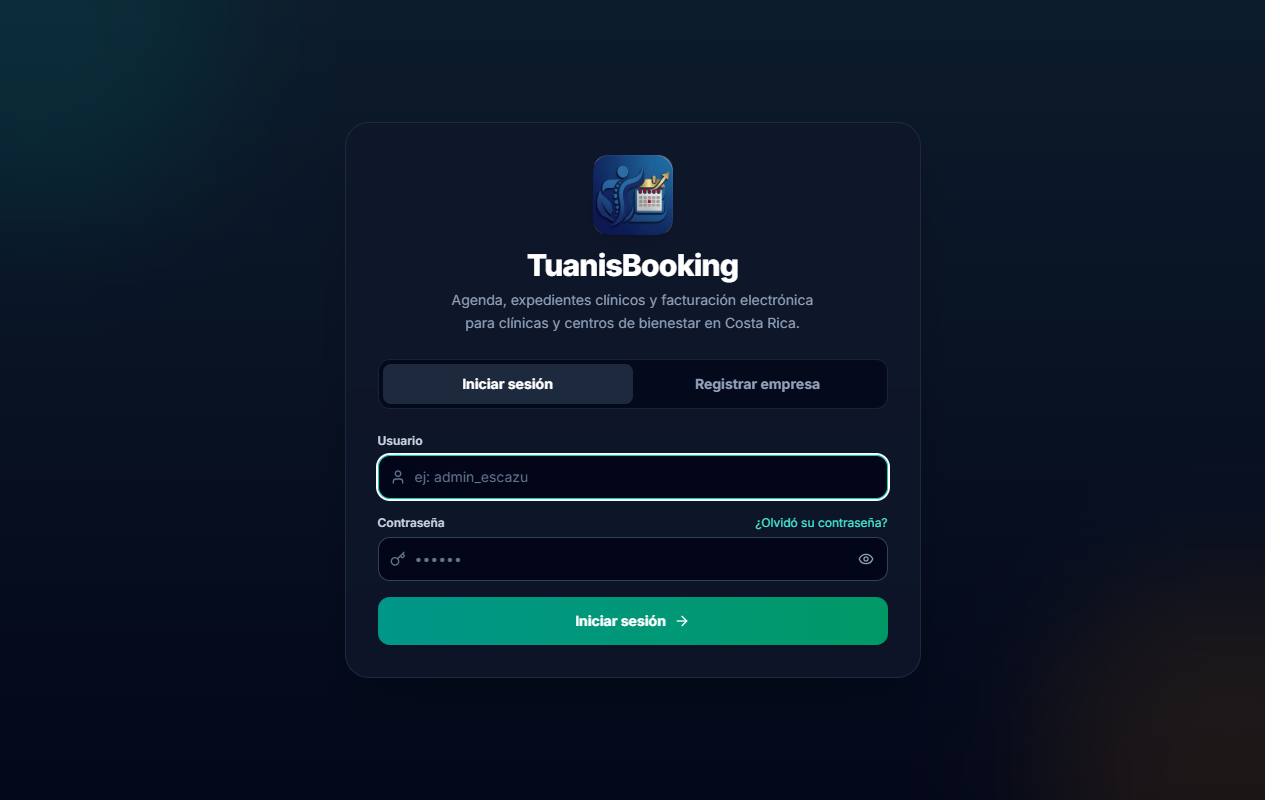 TuanisBooking
Agenda, expedientes clínicos y facturación electrónica
para clínicas y centros de bienestar en Costa Rica.
Iniciar sesión
Registrar empresa
Usuario
ej: admin_escazu
Contraseña
¿Olvidó su contraseña?
••••••
Iniciar sesión →